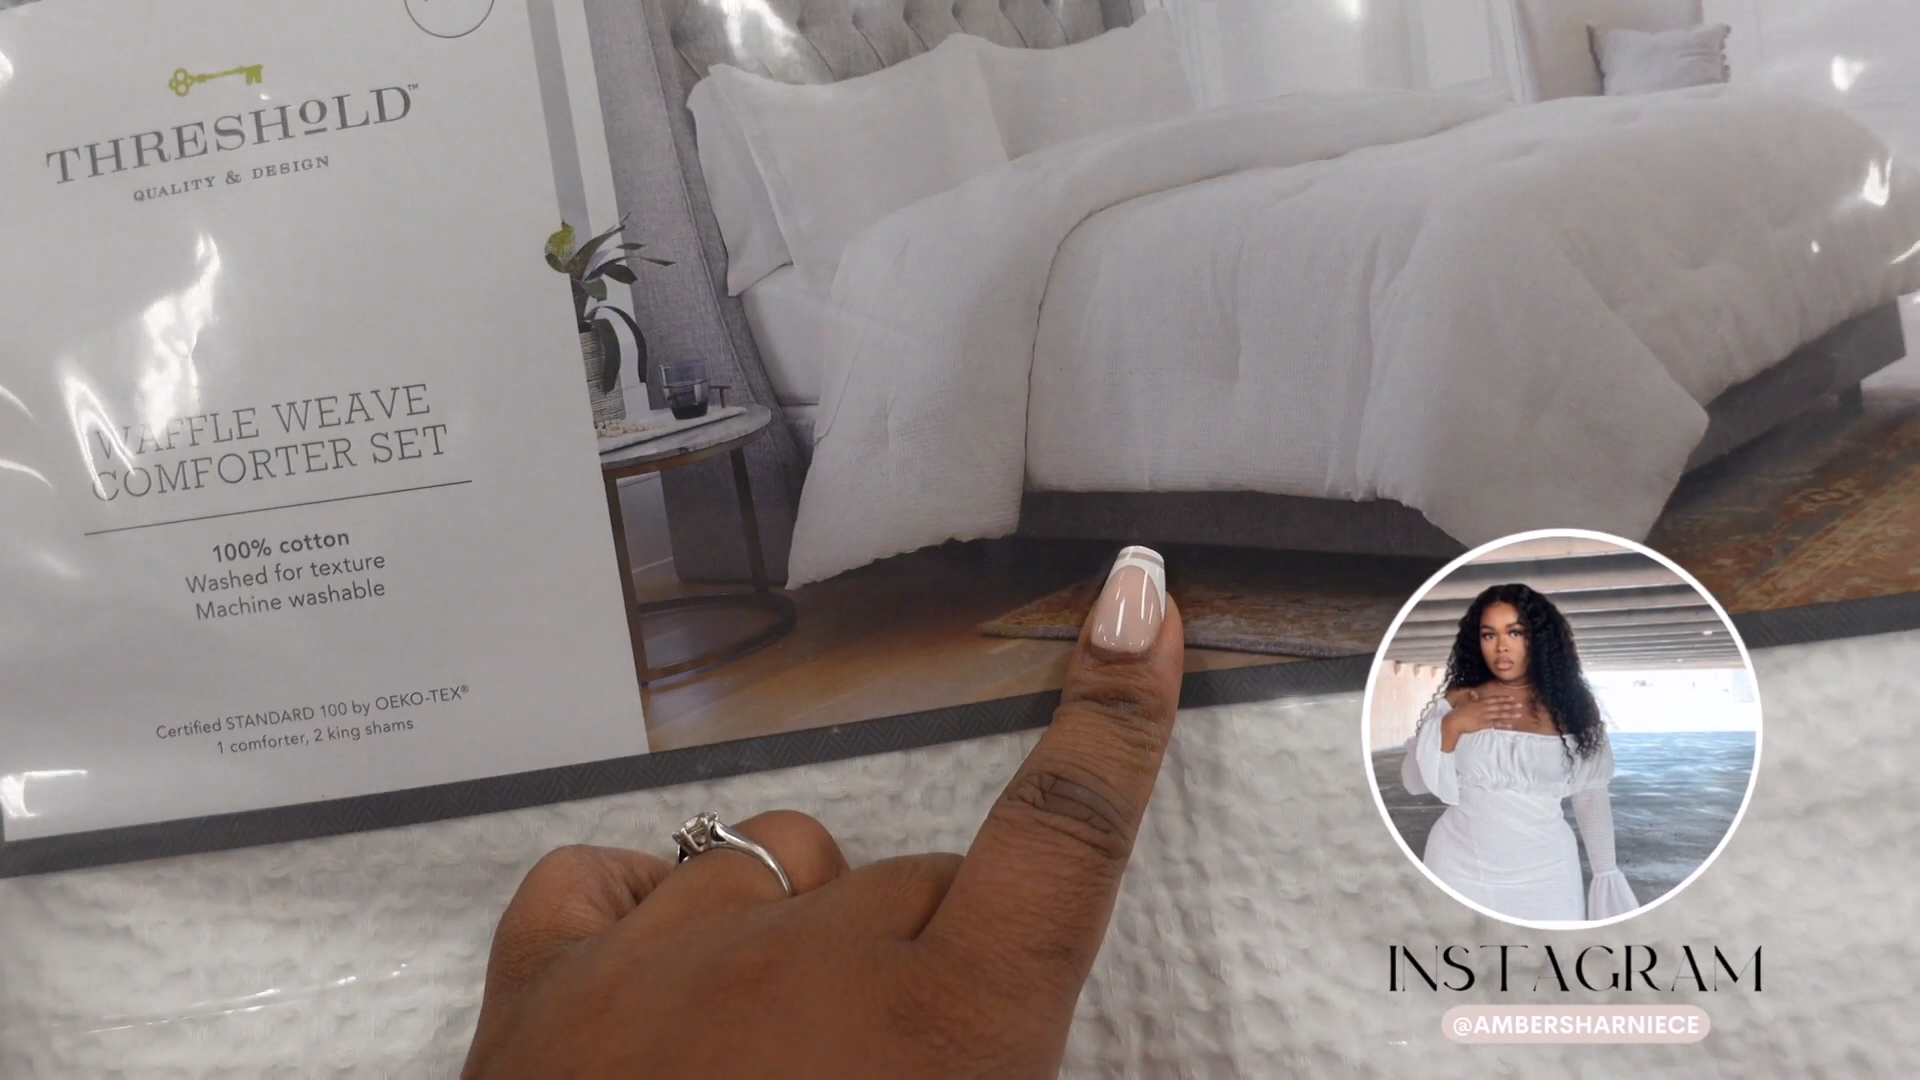 THRESHOLD™
QUALITY & DESIGN
WAFFLE WEAVE
COMFORTER SET
100% cotton
Washed for texture
Machine washable
Certified STANDARD 100 by OEKO-TEX®
1 comforter, 2 king shams
INSTAGRAM
@AMBERSHARNIECE